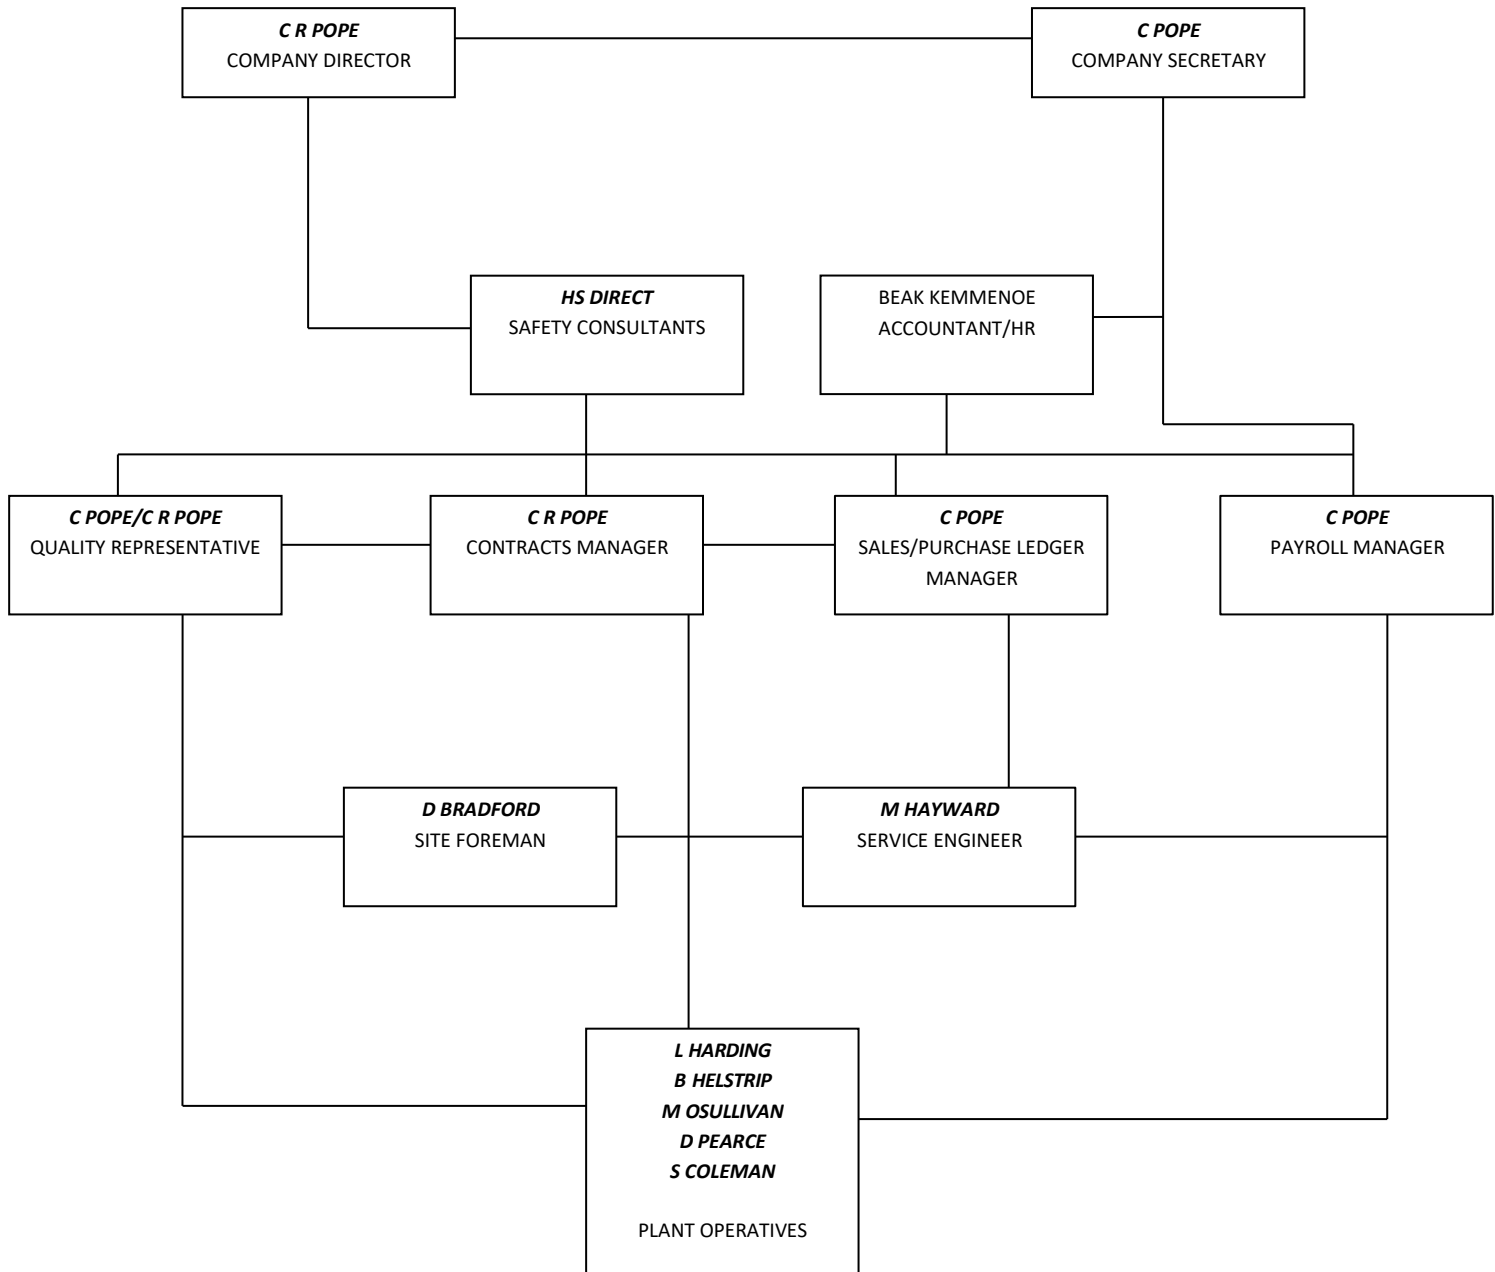 C R POPE
COMPANY DIRECTOR
C POPE
COMPANY SECRETARY
HS DIRECT
SAFETY CONSULTANTS
BEAK KEMMENOE
ACCOUNTANT/HR
C POPE/C R POPE
QUALITY REPRESENTATIVE
C R POPE
CONTRACTS MANAGER
C POPE
SALES/PURCHASE LEDGER
MANAGER
C POPE
PAYROLL MANAGER
D BRADFORD
SITE FOREMAN
M HAYWARD
SERVICE ENGINEER
L HARDING
B HELSTRIP
M OSULLIVAN
D PEARCE
S COLEMAN
PLANT OPERATIVES